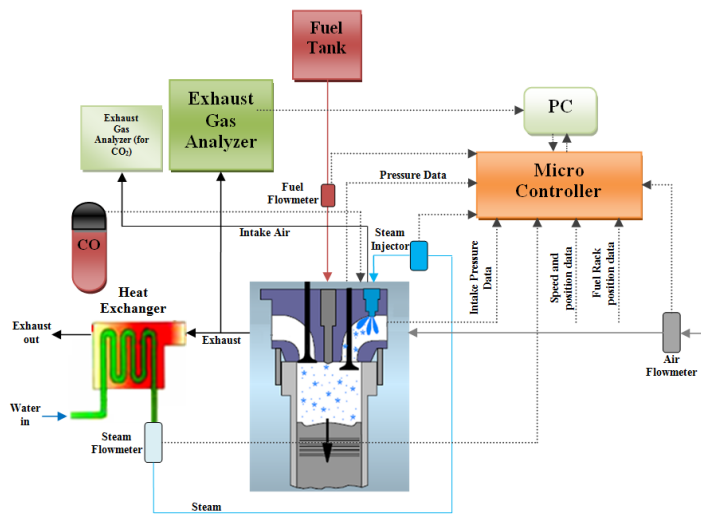 Fuel
Tank
Exhaust
Gas
Analyzer (for
CO₂)
Exhaust
Gas
Analyzer
PC
Micro
Controller
Pressure Data
Fuel
Flowmeter
CO
Intake Air
Steam
Injector
Intake Pressure
Data
Speed and
position data
Fuel Rack
position data
Heat
Exchanger
Exhaust
out
Exhaust
Air
Flowmeter
Water
in
Steam
Flowmeter
Steam